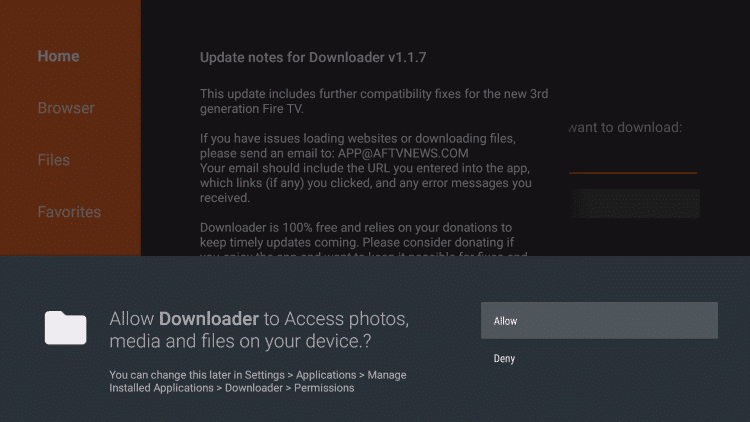 Home
Browser
Files
Favorites
Update notes for Downloader v1.1.7
This update includes further compatibility fixes for the new 3rd
generation Fire TV.
If you have issues loading websites or downloading files,
please send an email to: APP@AFTVNEWS.COM
Your email should include the URL you entered into the app,
which links (if any) you clicked, and any error messages you
received.
Downloader is 100% free and relies on your donations to
keep timely updates coming. Please consider donating if
want to download:
Allow Downloader to Access photos,
media and files on your device.?
You can change this later in Settings > Applications > Manage
Installed Applications > Downloader > Permissions
Allow
Deny